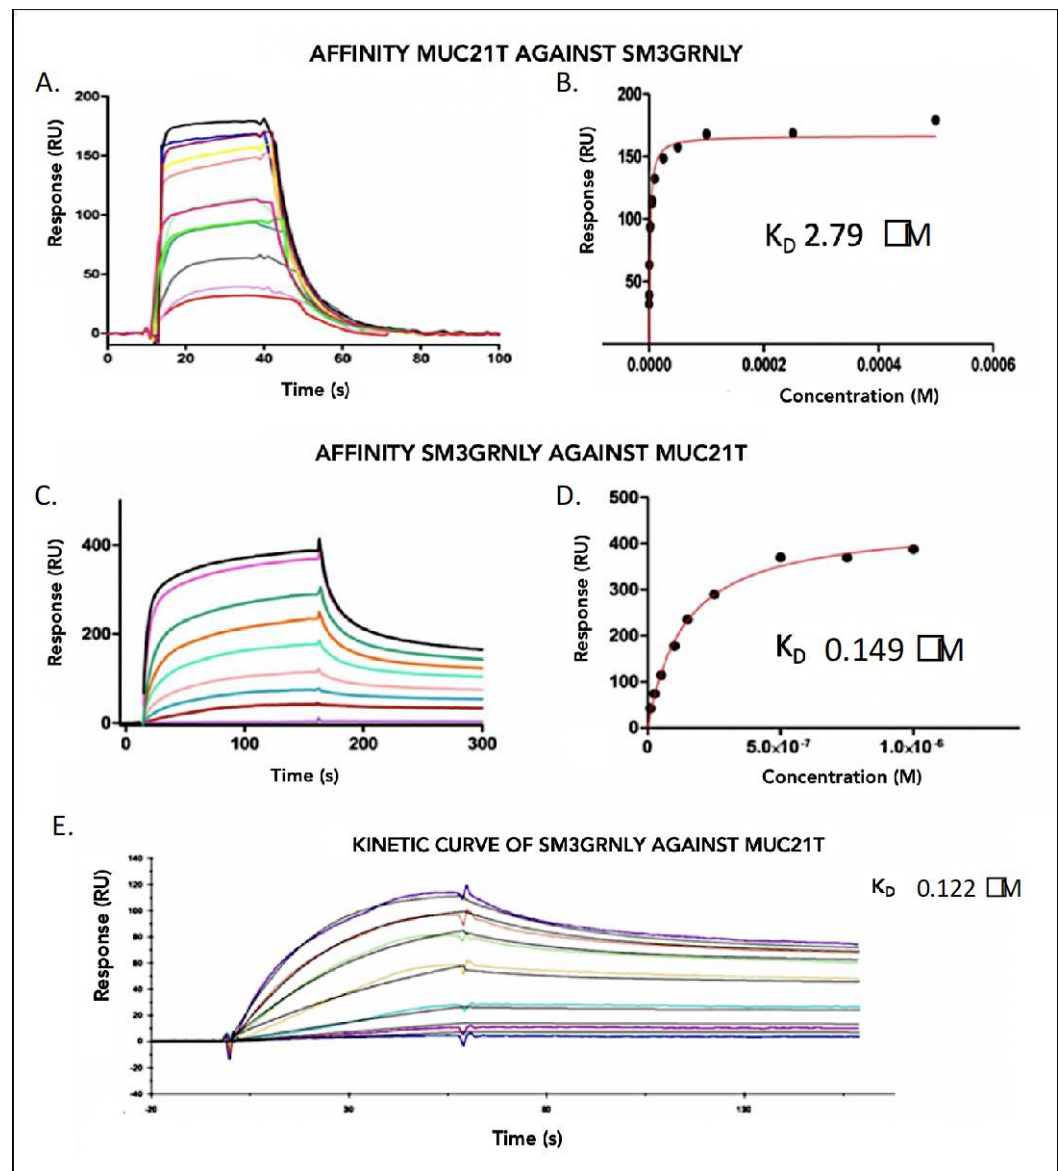 AFFINITY MUC21T AGAINST SM3GRNLY
A.
B.
200
150
100
50
0
Response (RU)
0 20 40 60 80 100
Time (s)
200
150
100
50
Response (RU)
K_D 2.79 □M
0.0000 0.0002 0.0004 0.0006
Concentration (M)
AFFINITY SM3GRNLY AGAINST MUC21T
C.
D.
400
200
0
Response (RU)
0 100 200 300
Time (s)
500
400
300
200
100
0
Response (RU)
K_D 0.149 □M
0 5.0x10⁻⁷ 1.0x10⁻⁶
Concentration (M)
E.
KINETIC CURVE OF SM3GRNLY AGAINST MUC21T
K_D 0.122 □M
140
120
100
80
60
40
20
0
-20
-40
Response (RU)
-20 30 80 130
Time (s)